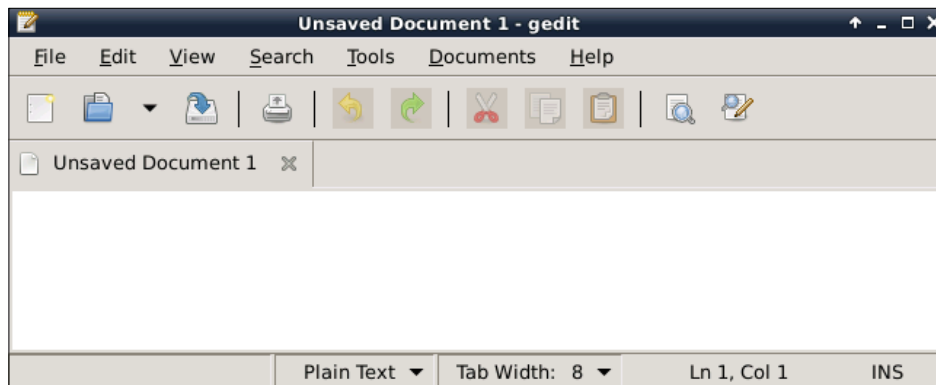 Unsaved Document 1 - gedit
File Edit View Search Tools Documents Help
Unsaved Document 1
Plain Text Tab Width: 8 Ln 1, Col 1 INS